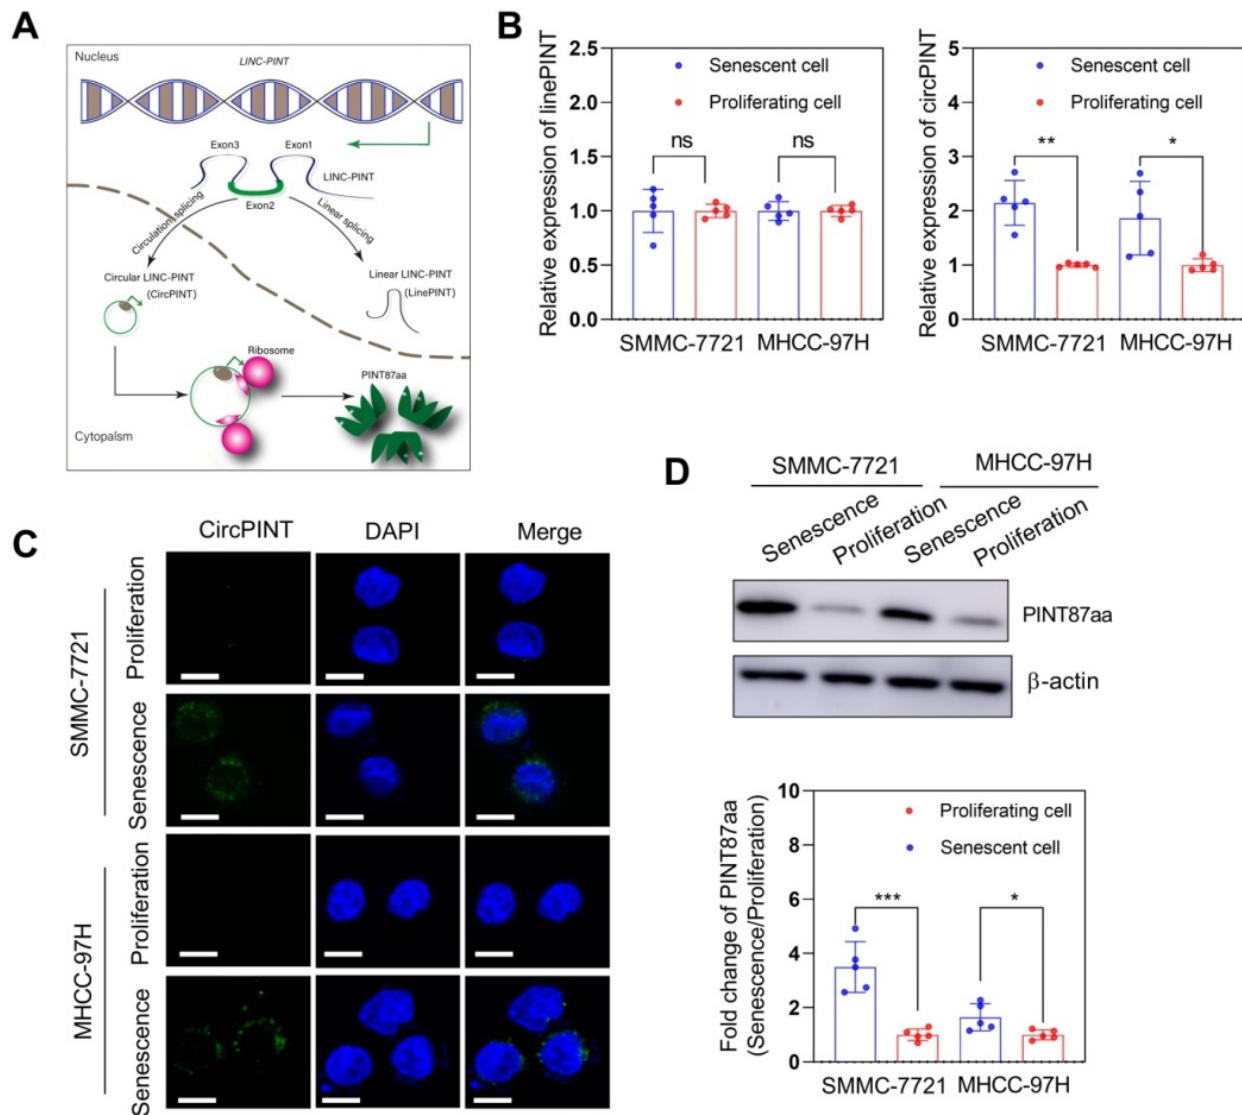 A
Nucleus
LINC-PINT
Exon3
Exon1
LINC-PINT
Exon2
Circulation splicing
Linear splicing
Circular LINC-PINT
(CircPINT)
Linear LINC-PINT
(LinePINT)
Ribosome
PINT87aa
Cytopalsm
B
Relative expression of linePINT
2.5
2.0
1.5
1.0
0.5
0.0
Senescent cell
Proliferating cell
ns
ns
SMMC-7721
MHCC-97H
Relative expression of circPINT
5
4
3
2
1
0
Senescent cell
Proliferating cell
**
*
SMMC-7721
MHCC-97H
C
CircPINT
DAPI
Merge
SMMC-7721
Proliferation
Senescence
MHCC-97H
Proliferation
Senescence
D
SMMC-7721
MHCC-97H
Senescence
Proliferation
Senescence
Proliferation
PINT87aa
β-actin
Fold change of PINT87aa
(Senescence/Proliferation)
10
8
6
4
2
0
Proliferating cell
Senescent cell
***
*
SMMC-7721
MHCC-97H